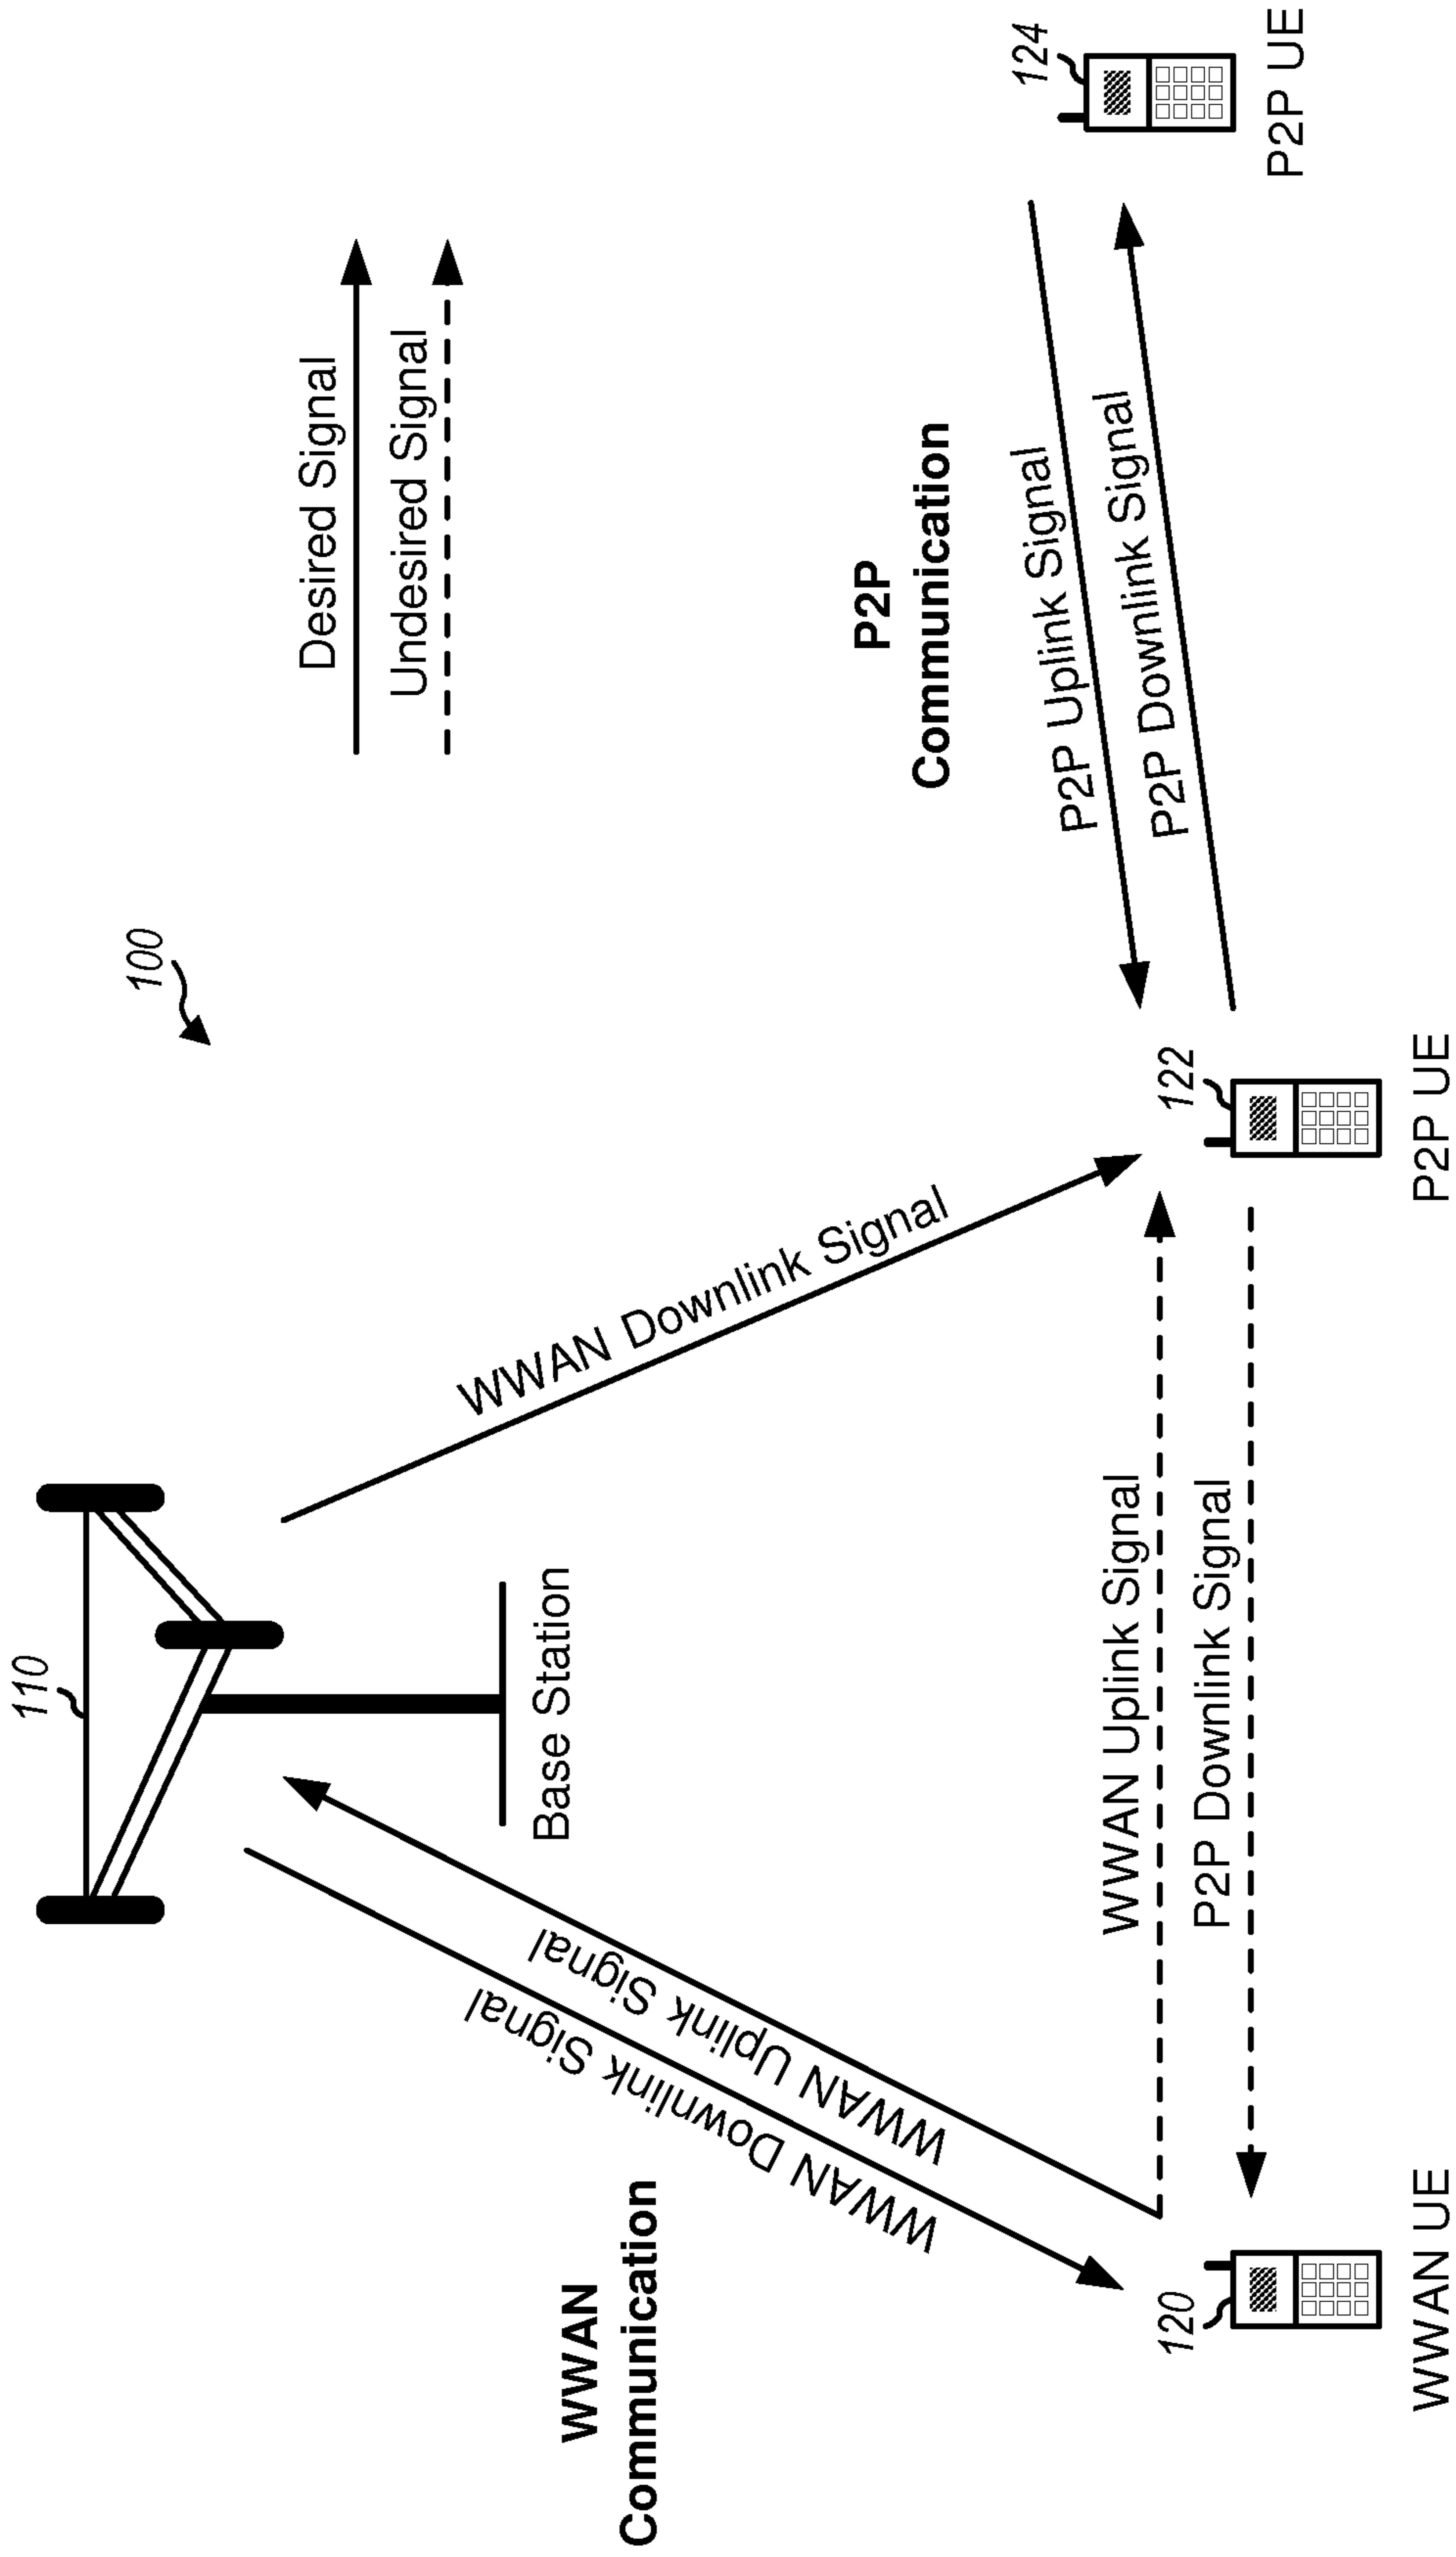 100
110
Base Station
Desired Signal
Undesired Signal
WWAN
Communication
WWAN Downlink Signal
WWAN Uplink Signal
WWAN Downlink Signal
P2P
Communication
P2P Uplink Signal
P2P Downlink Signal
WWAN Uplink Signal
P2P Downlink Signal
120
WWAN UE
122
P2P UE
124
P2P UE